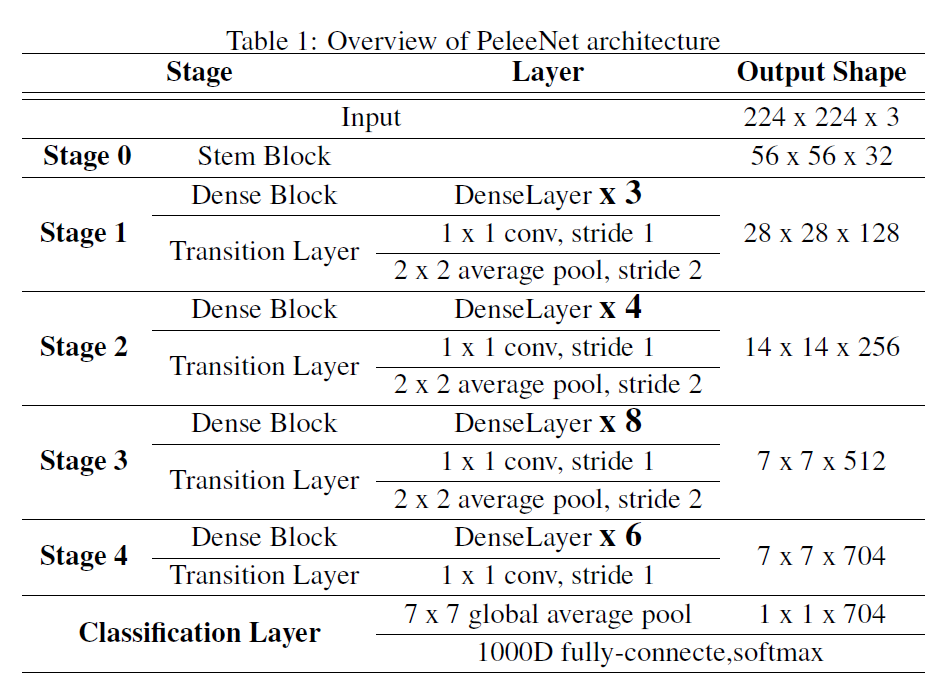 Table 1: Overview of PeleeNet architecture
Stage Layer Output Shape
Input 224 x 224 x 3
Stage 0 Stem Block 56 x 56 x 32
Dense Block DenseLayer x 3
Stage 1 Transition Layer 1 x 1 conv, stride 1 28 x 28 x 128
2 x 2 average pool, stride 2
Dense Block DenseLayer x 4
Stage 2 Transition Layer 1 x 1 conv, stride 1 14 x 14 x 256
2 x 2 average pool, stride 2
Dense Block DenseLayer x 8
Stage 3 Transition Layer 1 x 1 conv, stride 1 7 x 7 x 512
2 x 2 average pool, stride 2
Dense Block DenseLayer x 6
Stage 4 7 x 7 x 704
Transition Layer 1 x 1 conv, stride 1
7 x 7 global average pool 1 x 1 x 704
Classification Layer
1000D fully-connecte,softmax